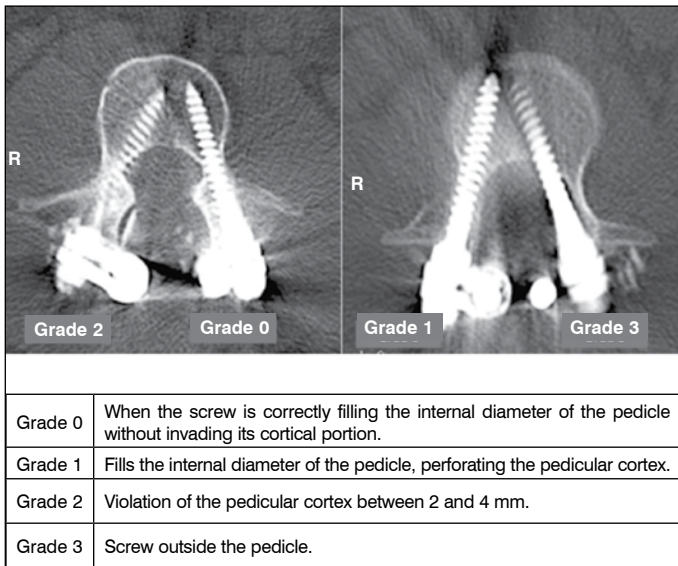 R
R
Grade 2
Grade 0
Grade 1
Grade 3
Grade 0
When the screw is correctly filling the internal diameter of the pedicle
without invading its cortical portion.
Grade 1
Fills the internal diameter of the pedicle, perforating the pedicular cortex.
Grade 2
Violation of the pedicular cortex between 2 and 4 mm.
Grade 3
Screw outside the pedicle.